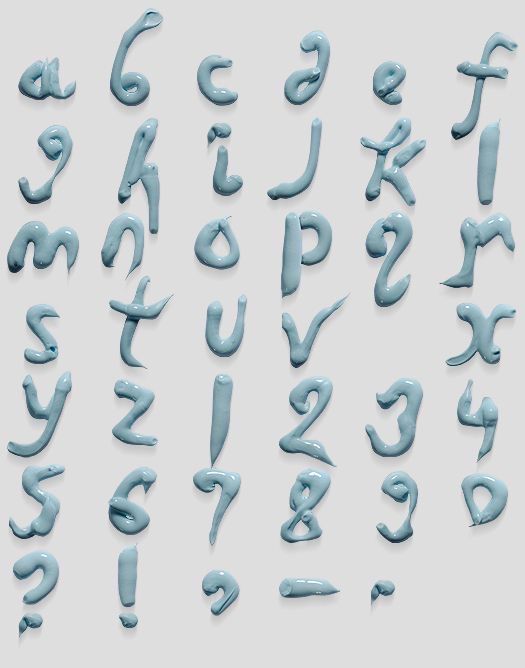 a b c d e f
g h i j k l
m n o p q r
s t u v x
y z 1 2 3 4
5 6 7 8 9 0
? ! , - .